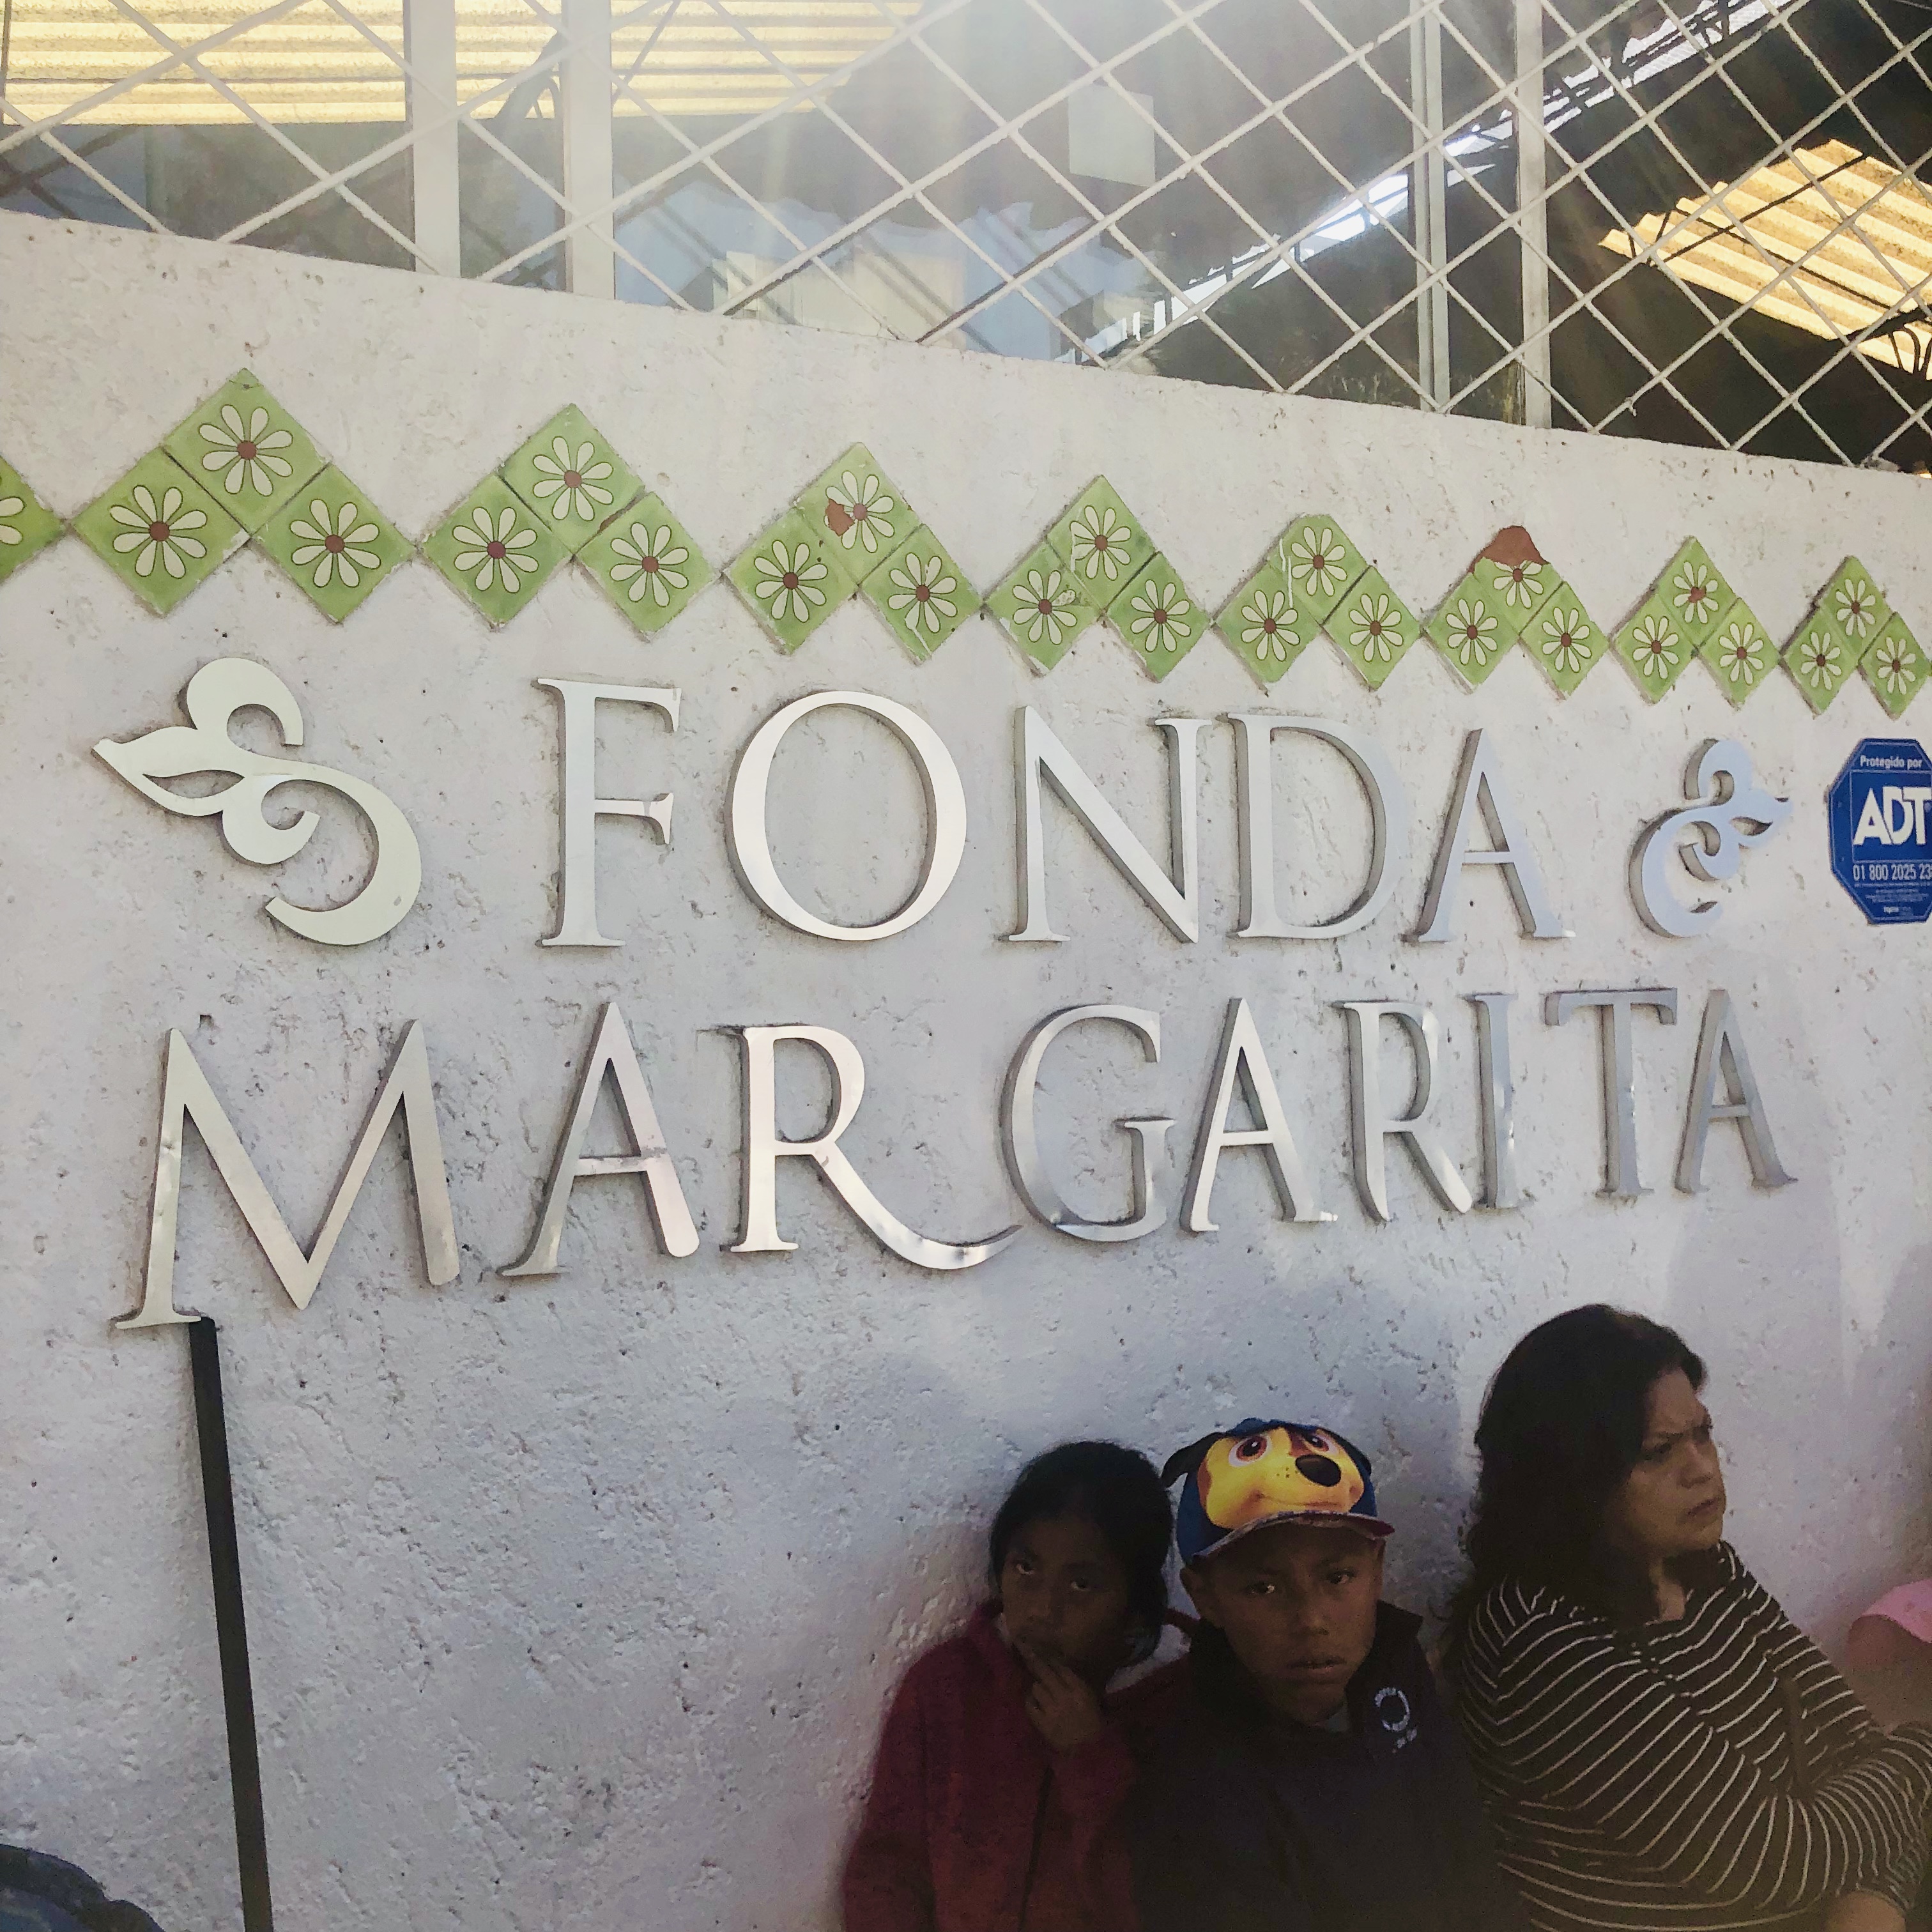 FONDA
MARGARITA
Protegido por
ADT
01 800 2025 23